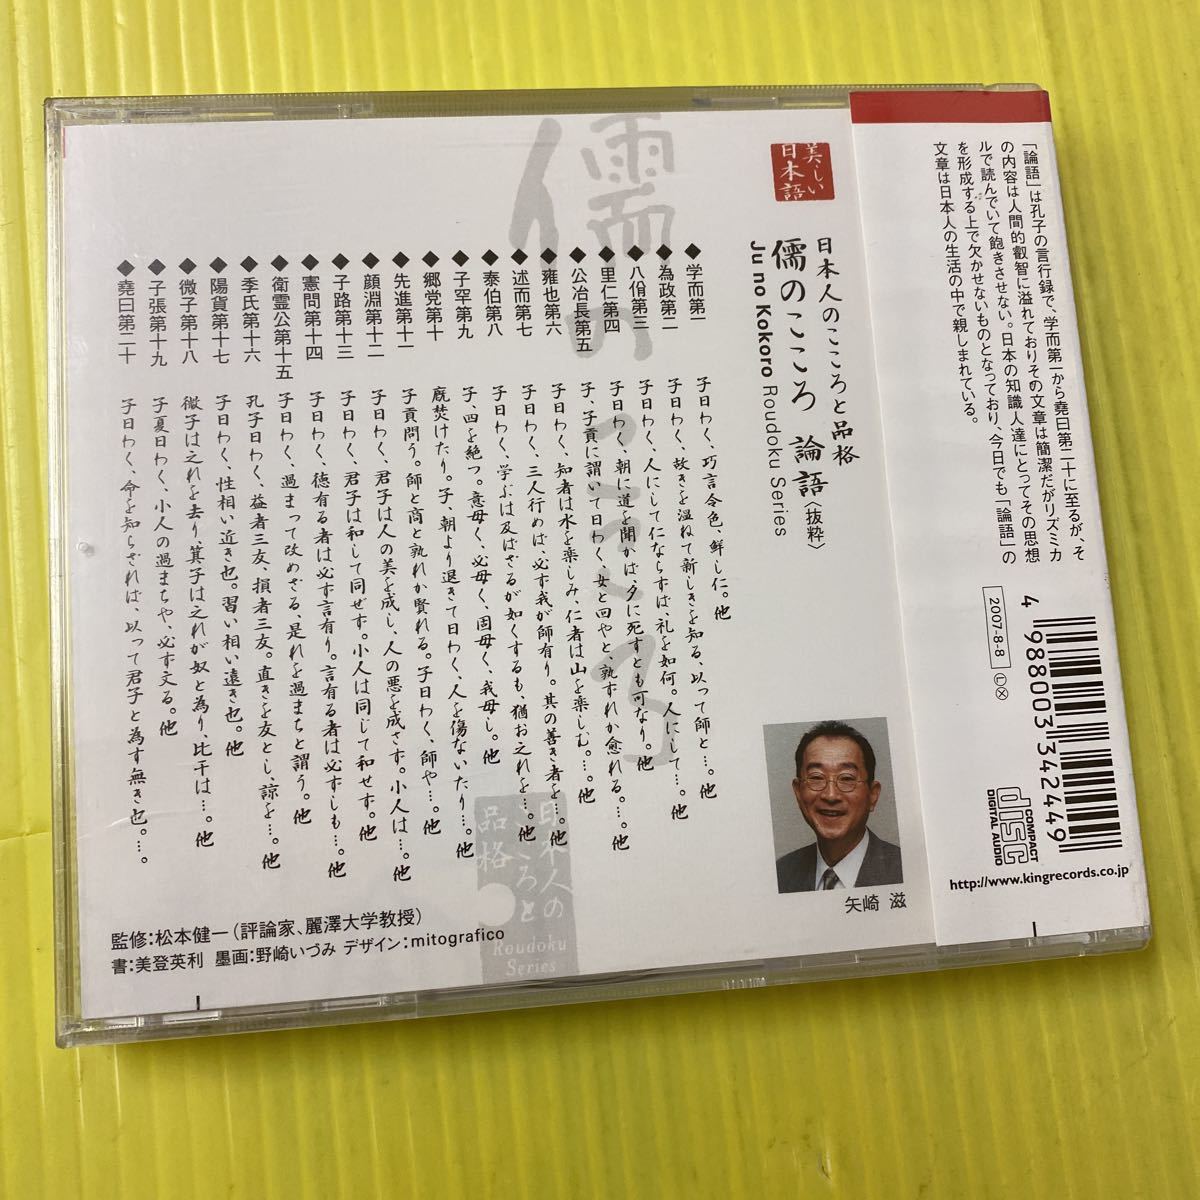 「論語」は孔子の言行録で、学而第一から堯曰第二十に至るが、そ
の内容は人間的叡智に溢れておりその文章は簡潔だがリズミカ
ルで読んでいて飽きさせない。日本の知識人達にとってその思想
を形成する上で欠かせないものとなっており、今日でも「論語」の
文章は日本人の生活の中で親しまれている。
2007-8-8
4 988003 342449
COMPACT
disc
DIGITAL AUDIO
http://www.kingrecords.co.jp
美しい
日本語
日本人のこころと品格
儒のこころ 論語〈抜粋〉
Ju no Kokoro Roudoku Series
矢崎 滋
◆学而第一 子曰わく、巧言令色、鮮し仁。他
◆為政第二 子曰わく、故きを温ねて新しきを知る、以って師と…。他
◆八佾第三 子曰わく、人にして仁ならずば、礼を如何。人にして…。他
◆里仁第四 子曰わく、朝に道を聞かば、夕に死すとも可なり。他
◆公冶長第五 子、子貢に謂いて曰わく、女と回やと、孰ずれか愈れる。…。他
◆雍也第六 子曰わく、知者は水を楽しみ、仁者は山を楽しむ。…。他
◆述而第七 子曰わく、三人行めば、必ず我が師有り。其の善き者を…。他
◆泰伯第八 子曰わく、学ぶは及ばざるが如くするも、猶お之れを…。他
◆子罕第九 子、四を絶つ。意毋く、必毋く、固毋く、我毋し。他
◆郷党第十 廐焚けたり。子、朝より退きて曰わく、人を傷ないたり…。他
◆先進第十一 子貢問う。師と商と孰れか賢れる。子曰わく、師や…。他
◆顔淵第十二 子曰わく、君子は人の美を成し、人の悪を成さず。小人は…。他
◆子路第十三 子曰わく、君子は和して同ぜず。小人は同じて和せず。他
◆憲問第十四 子曰わく、徳有る者は必ず言有り。言有る者は必ずしも…。他
◆衛霊公第十五 子曰わく、過まって改めざる、是れを過まちと謂う。他
◆季氏第十六 孔子曰わく、益者三友、損者三友。直きを友とし、諒を…。他
◆陽貨第十七 子曰わく、性相い近き也。習い相い遠き也。他
◆微子第十八 微子は之れを去り、箕子は之れが奴と為り、比干は…。他
◆子張第十九 子夏曰わく、小人の過まちや、必ず文る。他
◆堯曰第二十 子曰わく、命を知らざれば、以って君子と為す無き也。…。
儒のこころ
日本人の
こころと
品格
Roudoku
Series
監修：松本健一（評論家、麗澤大学教授）
書：美登英利 墨画：野崎いづみ デザイン：mitografico